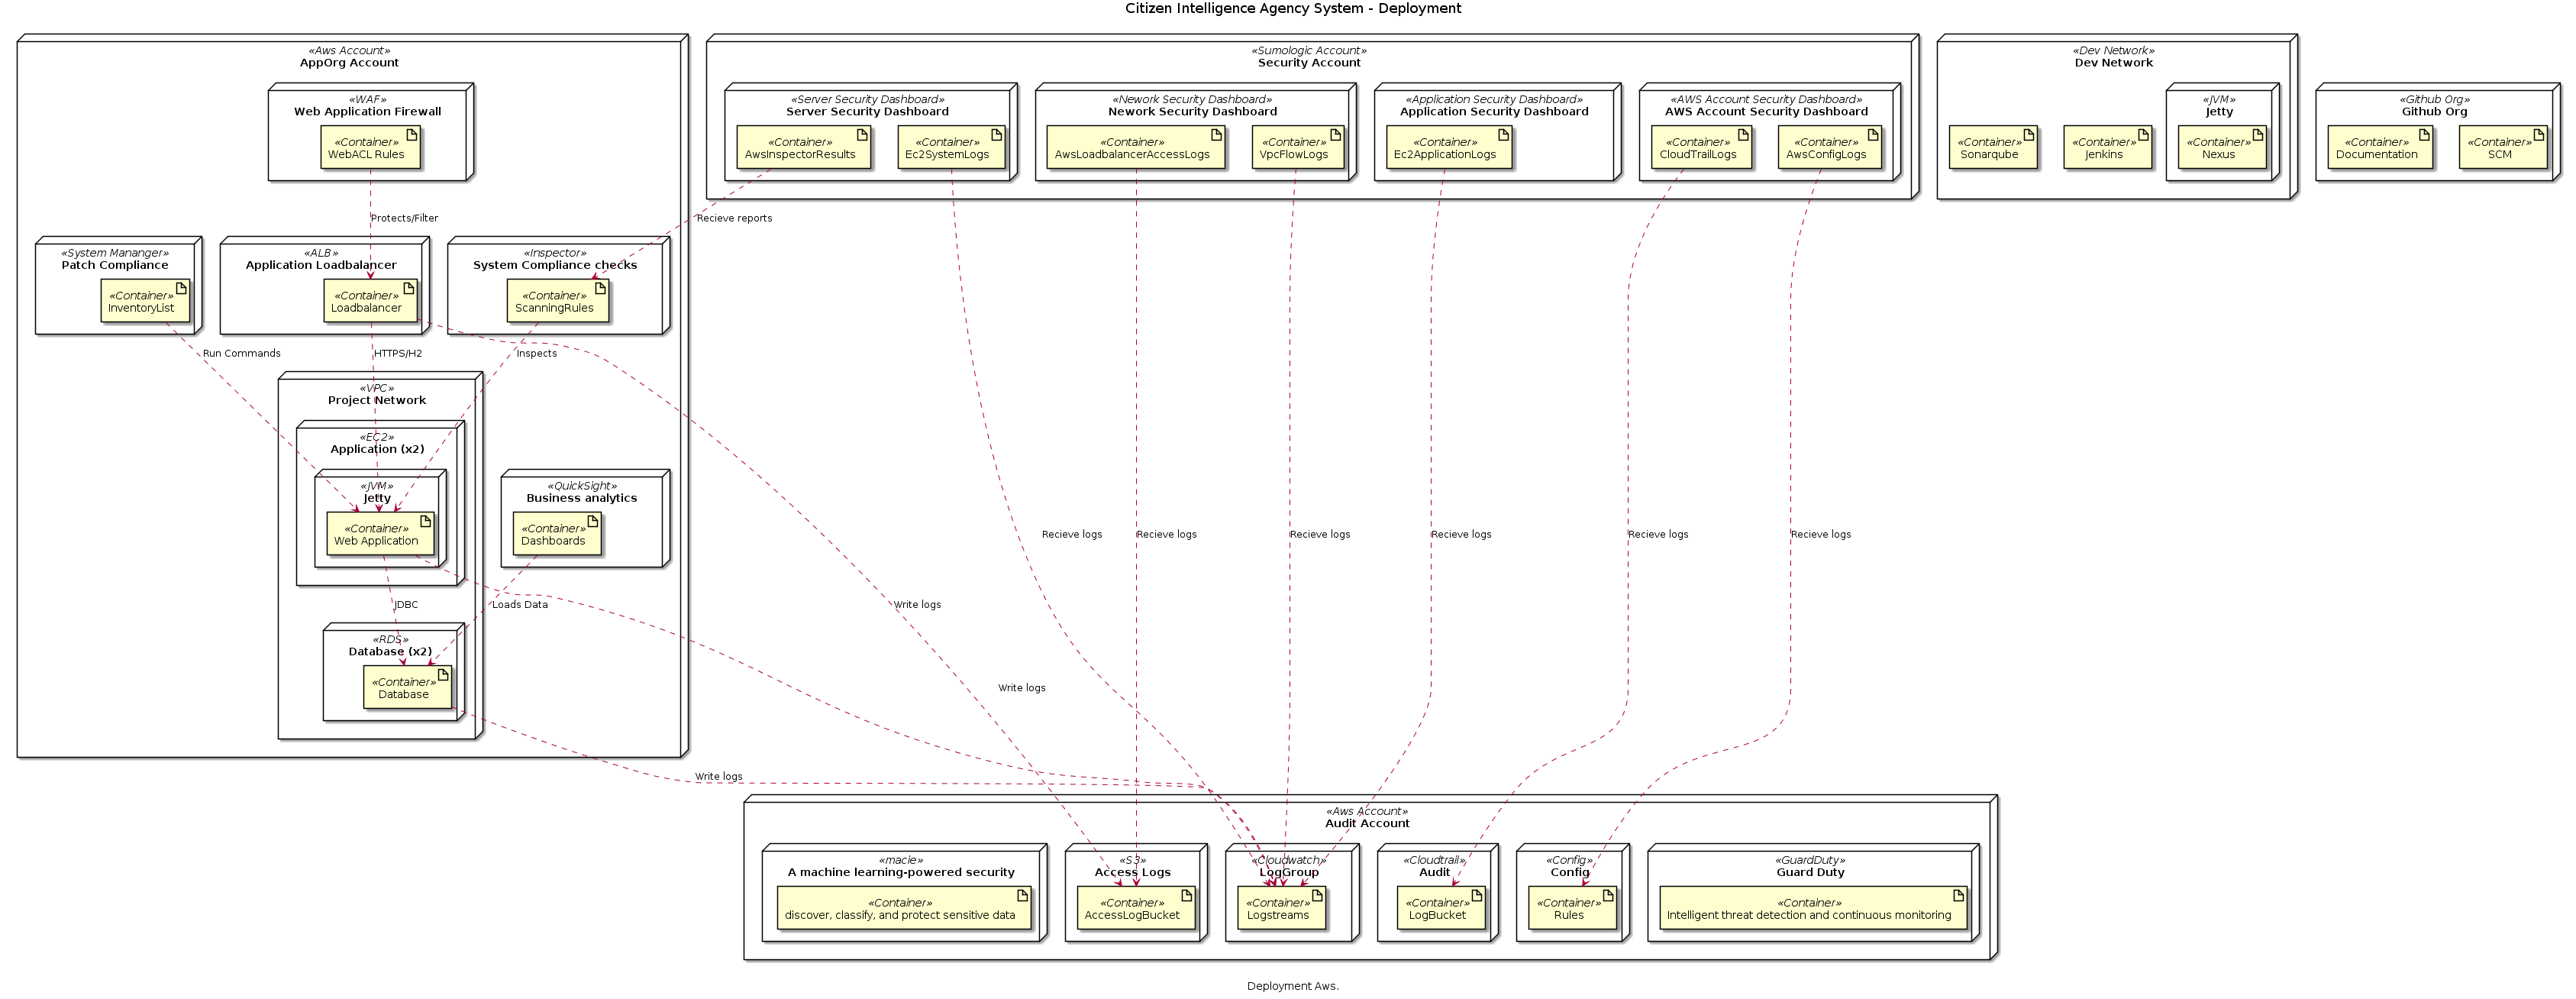 Citizen Intelligence Agency System - Deployment
«Aws Account»
AppOrg Account
«WAF»
Web Application Firewall
«Container»
WebACL Rules
Protects/Filter
«System Mananger»
Patch Compliance
«Container»
InventoryList
«ALB»
Application Loadbalancer
«Container»
Loadbalancer
«Inspector»
System Compliance checks
«Container»
ScanningRules
Run Commands
HTTPS/H2
Inspects
«VPC»
Project Network
«EC2»
Application (x2)
«JVM»
Jetty
«Container»
Web Application
«QuickSight»
Business analytics
«Container»
Dashboards
JDBC
Loads Data
«RDS»
Database (x2)
«Container»
Database
«Sumologic Account»
Security Account
«Server Security Dashboard»
Server Security Dashboard
«Container»
AwsInspectorResults
«Container»
Ec2SystemLogs
«Nework Security Dashboard»
Nework Security Dashboard
«Container»
AwsLoadbalancerAccessLogs
«Container»
VpcFlowLogs
«Application Security Dashboard»
Application Security Dashboard
«Container»
Ec2ApplicationLogs
«AWS Account Security Dashboard»
AWS Account Security Dashboard
«Container»
CloudTrailLogs
«Container»
AwsConfigLogs
«Dev Network»
Dev Network
«Container»
Sonarqube
«Container»
Jenkins
«JVM»
Jetty
«Container»
Nexus
«Github Org»
Github Org
«Container»
Documentation
«Container»
SCM
Recieve reports
Recieve logs
Recieve logs
Recieve logs
Recieve logs
Recieve logs
Recieve logs
Write logs
Write logs
Write logs
«Aws Account»
Audit Account
«macie»
A machine learning-powered security
«Container»
discover, classify, and protect sensitive data
«S3»
Access Logs
«Container»
AccessLogBucket
«Cloudwatch»
LogGroup
«Container»
Logstreams
«Cloudtrail»
Audit
«Container»
LogBucket
«Config»
Config
«Container»
Rules
«GuardDuty»
Guard Duty
«Container»
Intelligent threat detection and continuous monitoring
Deployment Aws.